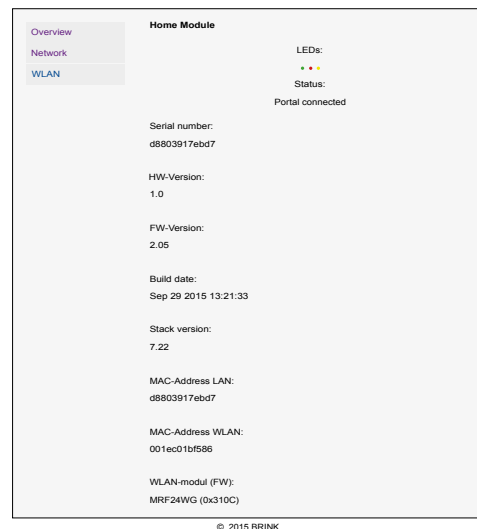 Overview
Network
WLAN
Home Module
LEDs:
Status:
Portal connected
Serial number:
d8803917ebd7
HW-Version:
1.0
FW-Version:
2.05
Build date:
Sep 29 2015 13:21:33
Stack version:
7.22
MAC-Address LAN:
d8803917ebd7
MAC-Address WLAN:
001ec01bf586
WLAN-modul (FW):
MRF24WG (0x310C)
© 2015 BRINK